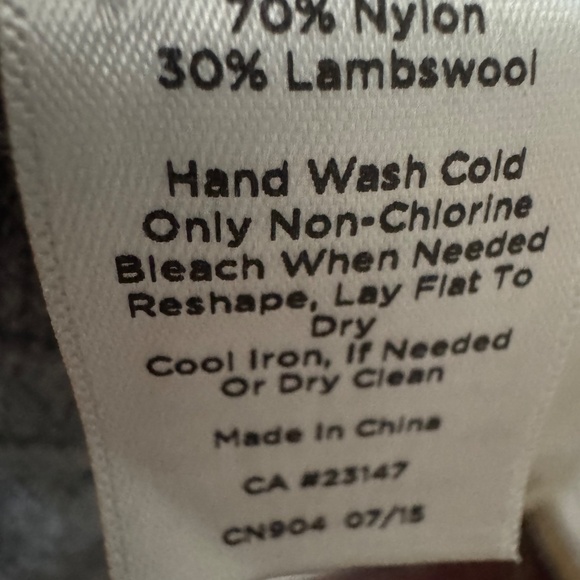 70% Nylon
30% Lambswool
Hand Wash Cold
Only Non-Chlorine
Bleach When Needed
Reshape, Lay Flat To
Dry
Cool Iron, If Needed
Or Dry Clean
Made In China
CA #23147
CN904 07/15